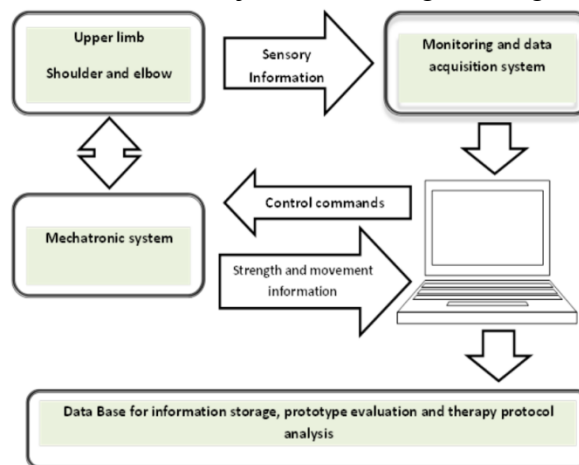 Upper limb
Shoulder and elbow
Sensory
Information
Monitoring and data
acquisition system
Control commands
Mechatronic system
Strength and movement
information
Data Base for information storage, prototype evaluation and therapy protocol
analysis